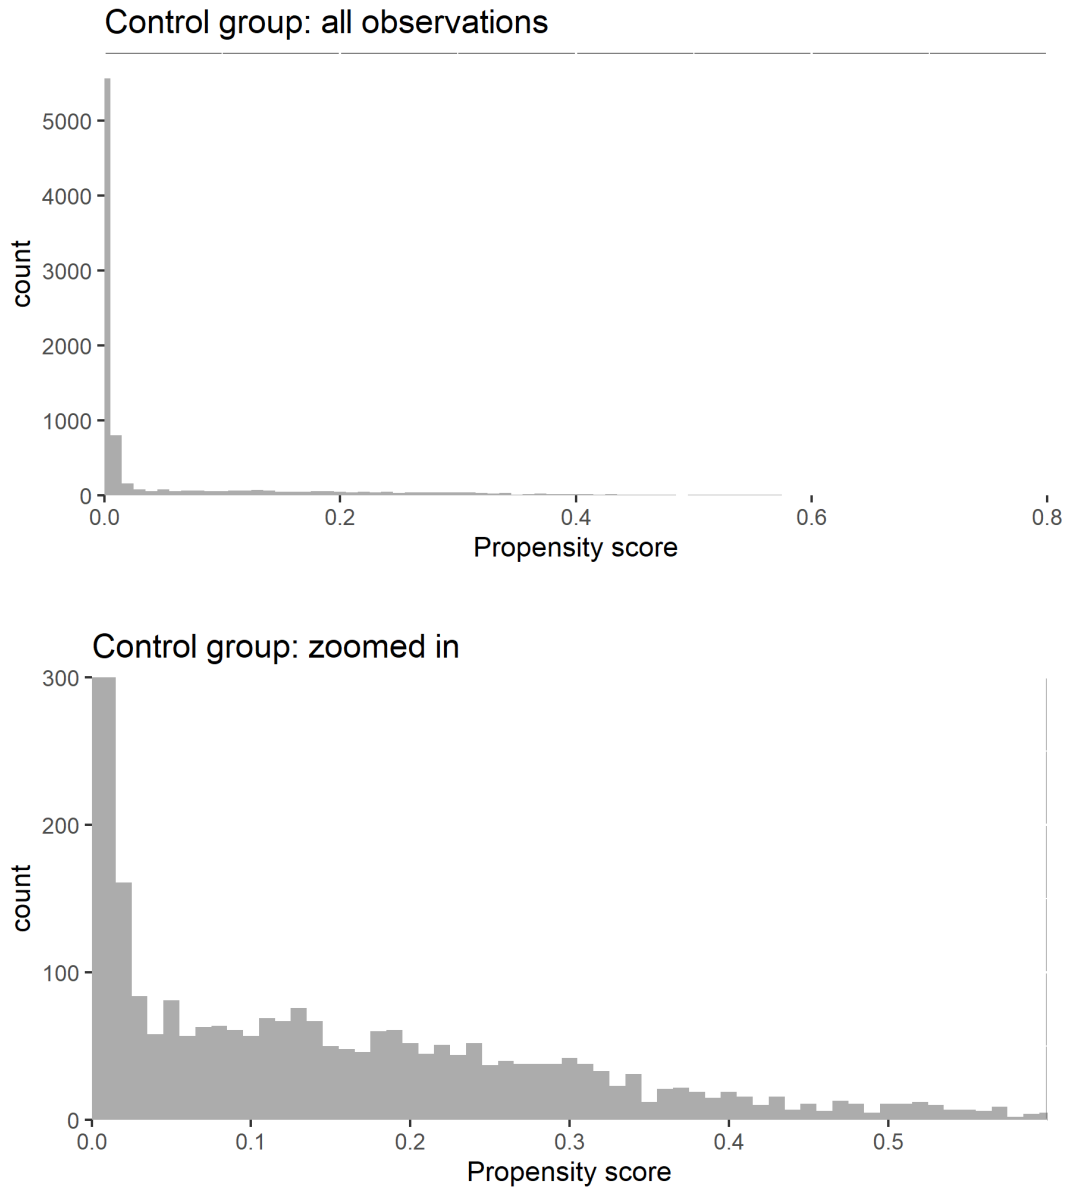 Control group: all observations
5000
4000
3000
2000
1000
0
count
0.0 0.2 0.4 0.6 0.8
Propensity score
Control group: zoomed in
300
200
100
0
count
0.0 0.1 0.2 0.3 0.4 0.5
Propensity score